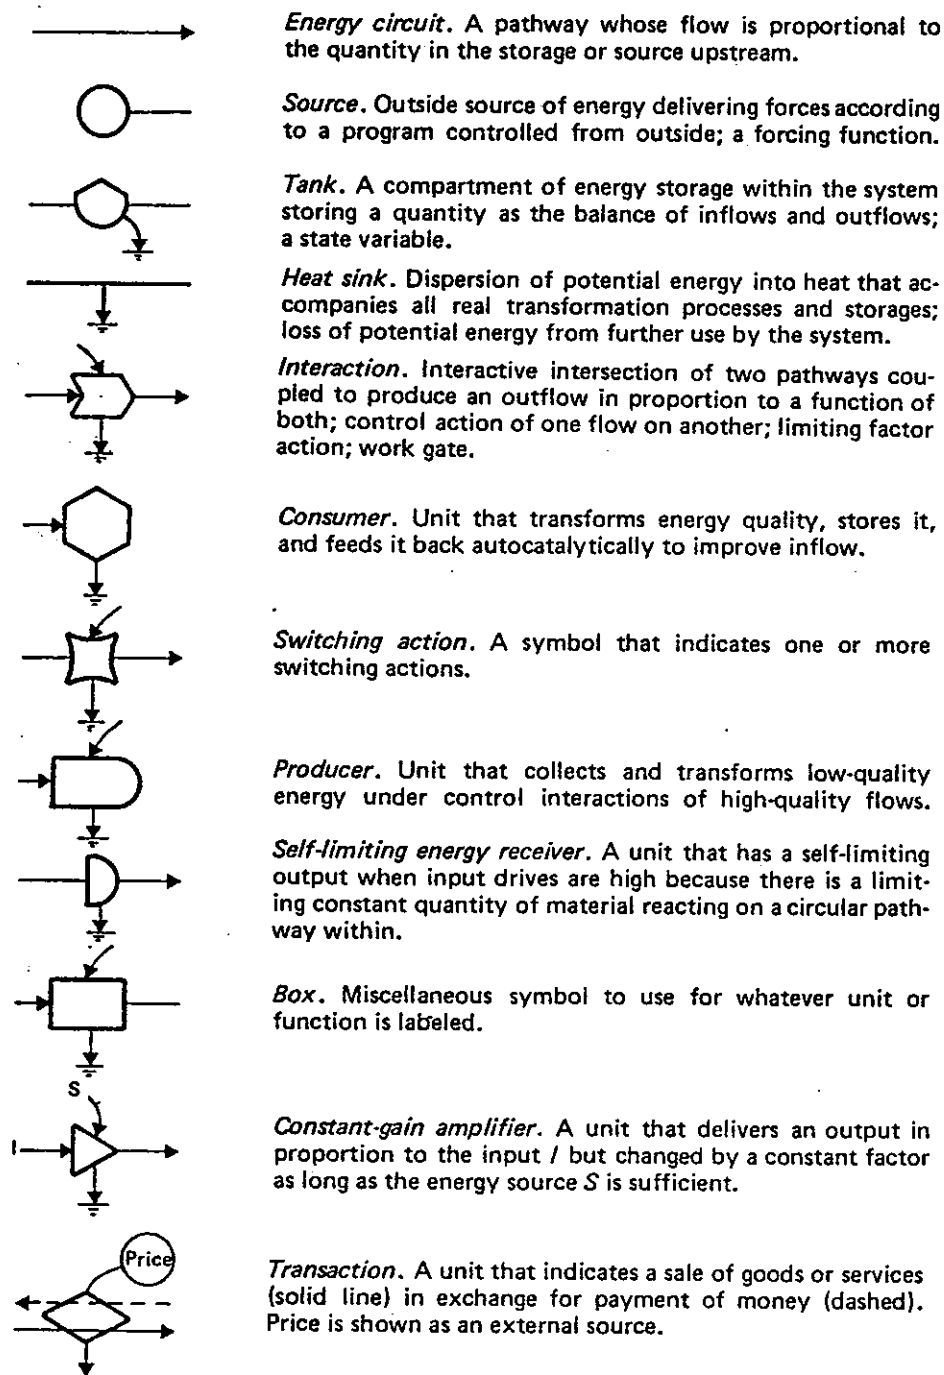 Energy circuit. A pathway whose flow is proportional to
the quantity in the storage or source upstream.
Source. Outside source of energy delivering forces according
to a program controlled from outside; a forcing function.
Tank. A compartment of energy storage within the system
storing a quantity as the balance of inflows and outflows;
a state variable.
Heat sink. Dispersion of potential energy into heat that ac-
companies all real transformation processes and storages;
loss of potential energy from further use by the system.
Interaction. Interactive intersection of two pathways cou-
pled to produce an outflow in proportion to a function of
both; control action of one flow on another; limiting factor
action; work gate.
Consumer. Unit that transforms energy quality, stores it,
and feeds it back autocatalytically to improve inflow.
Switching action. A symbol that indicates one or more
switching actions.
Producer. Unit that collects and transforms low-quality
energy under control interactions of high-quality flows.
Self-limiting energy receiver. A unit that has a self-limiting
output when input drives are high because there is a limit-
ing constant quantity of material reacting on a circular path-
way within.
Box. Miscellaneous symbol to use for whatever unit or
function is labeled.
S
I
Constant-gain amplifier. A unit that delivers an output in
proportion to the input I but changed by a constant factor
as long as the energy source S is sufficient.
Price
Transaction. A unit that indicates a sale of goods or services
(solid line) in exchange for payment of money (dashed).
Price is shown as an external source.